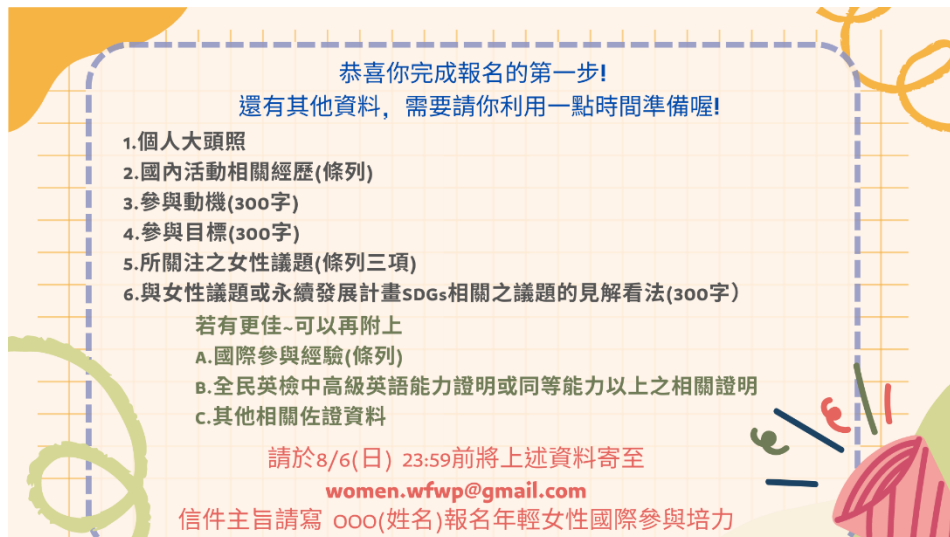 恭喜你完成報名的第一步!
還有其他資料，需要請你利用一點時間準備喔!
1.個人大頭照
2.國內活動相關經歷(條列)
3.參與動機(300字)
4.參與目標(300字)
5.所關注之女性議題(條列三項)
6.與女性議題或永續發展計畫SDGs相關之議題的見解看法(300字）
若有更佳~可以再附上
A.國際參與經驗(條列)
B.全民英檢中高級英語能力證明或同等能力以上之相關證明
C.其他相關佐證資料
請於8/6(日) 23:59前將上述資料寄至
women.wfwp@gmail.com
信件主旨請寫 OOO(姓名)報名年輕女性國際參與培力